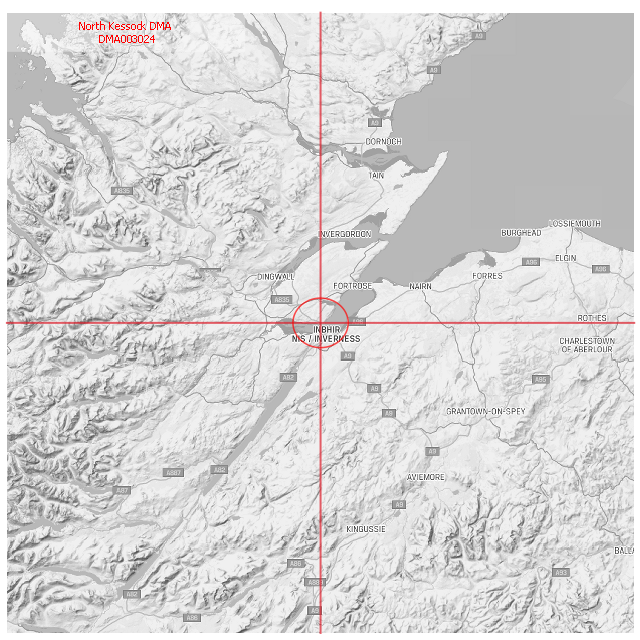 North Kessock DMA
DMA003024
A9
A9
A9
DORNOCH
TAIN
A835
LOSSIEMOUTH
BURGHEAD
INVERGORDON
ELGIN
A96
A96
DINGWALL
FORRES
FORTROSE
NAIRN
A835
ROTHES
INBHIR
NIS / INVERNESS
CHARLESTOWN
OF ABERLOUR
A9
A82
A95
A9
A9
GRANTOWN-ON-SPEY
A9
A887
A82
AVIEMORE
A87
A9
KINGUSSIE
BALLA
A86
A93
A889
A82
A9
A86